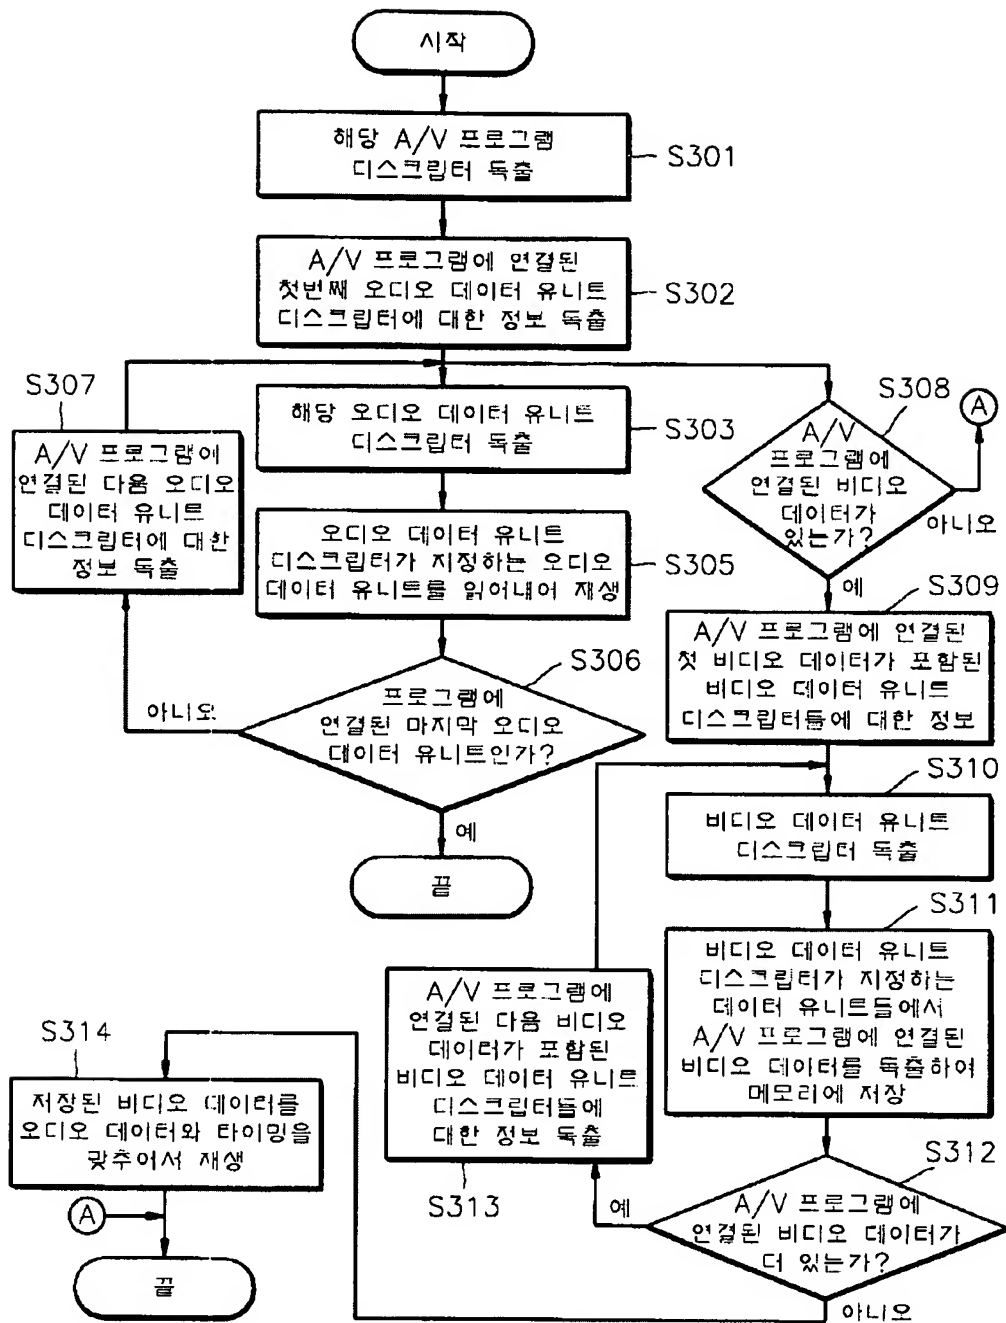 시작
해당 A/V 프로그램
디스크립터 독출
S301
A/V 프로그램에 연결된
첫번째 오디오 데이터 유니트
디스크립터에 대한 정보 독출
S302
S307
A/V 프로그램에
연결된 다음 오디오
데이터 유니트
디스크립터에 대한
정보 독출
해당 오디오 데이터 유니트
디스크립터 독출
S303
오디오 데이터 유니트
디스크립터가 지정하는 오디오
데이터 유니트를 읽어내어 재생
S305
S306
프로그램에
연결된 마지막 오디오
데이터 유니트인가?
아니오
예
끝
S308
A/V
프로그램에
연결된 비디오
데이터가
있는가?
A
아니오
예
S309
A/V 프로그램에 연결된
첫 비디오 데이터가 포함된
비디오 데이터 유니트
디스크립터들에 대한 정보
S310
비디오 데이터 유니트
디스크립터 독출
S311
비디오 데이터 유니트
디스크립터가 지정하는
데이터 유니트들에서
A/V 프로그램에 연결된
비디오 데이터를 독출하여
메모리에 저장
S312
A/V 프로그램에
연결된 비디오 데이터가
더 있는가?
예
아니오
A/V 프로그램에
연결된 다음 비디오
데이터가 포함된
비디오 데이터 유니트
디스크립터들에
대한 정보 독출
S313
S314
저장된 비디오 데이터를
오디오 데이터와 타이밍을
맞추어서 재생
A
끝